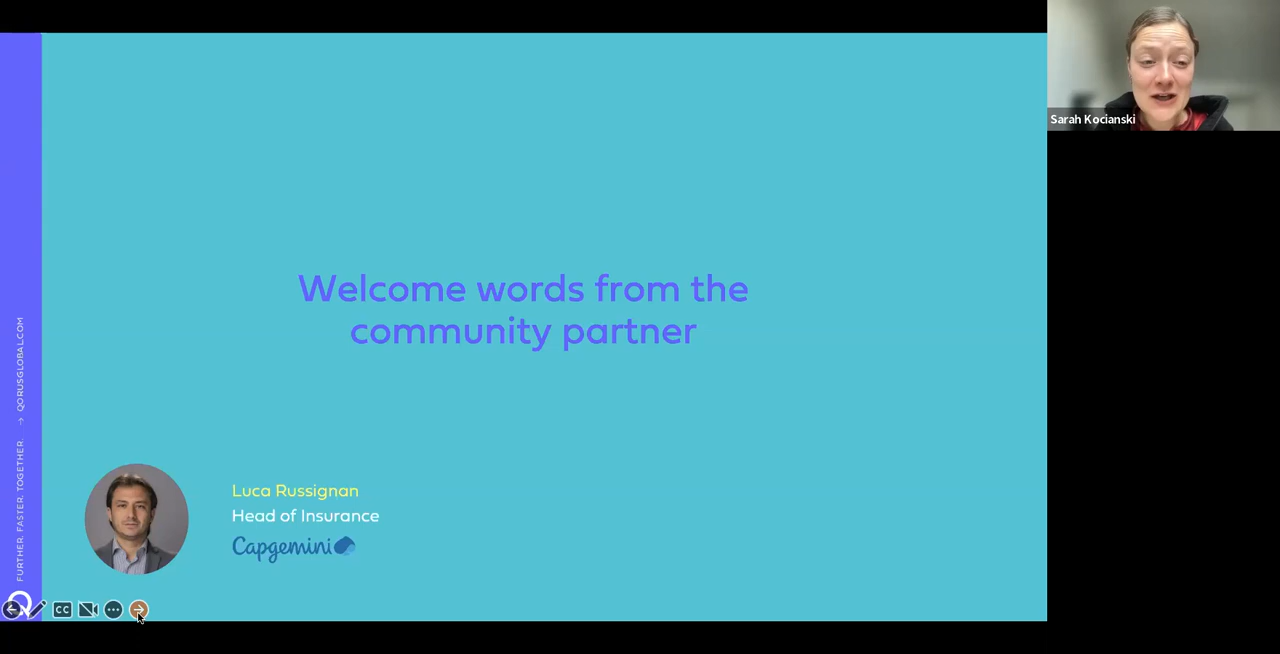 Sarah Kocianski
Welcome words from the
community partner
Luca Russignan
Head of Insurance
Capgemini
FURTHER. FASTER. TOGETHER. → QORUSGLOBAL.COM
CC